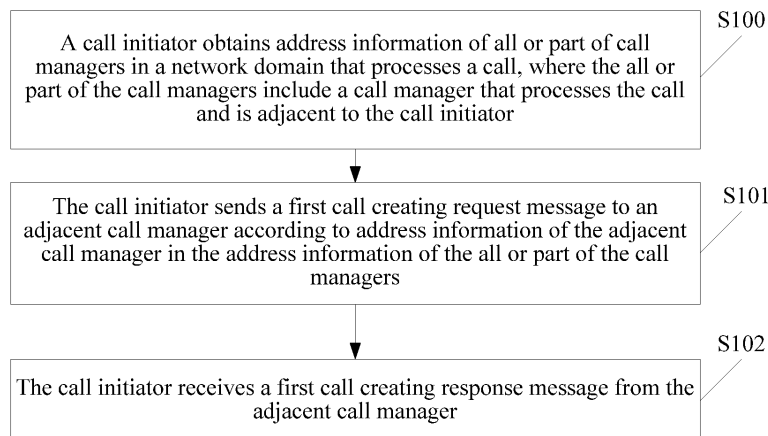 S100
A call initiator obtains address information of all or part of call
managers in a network domain that processes a call, where the all or
part of the call managers include a call manager that processes the call
and is adjacent to the call initiator
S101
The call initiator sends a first call creating request message to an
adjacent call manager according to address information of the adjacent
call manager in the address information of the all or part of the call
managers
S102
The call initiator receives a first call creating response message from the
adjacent call manager